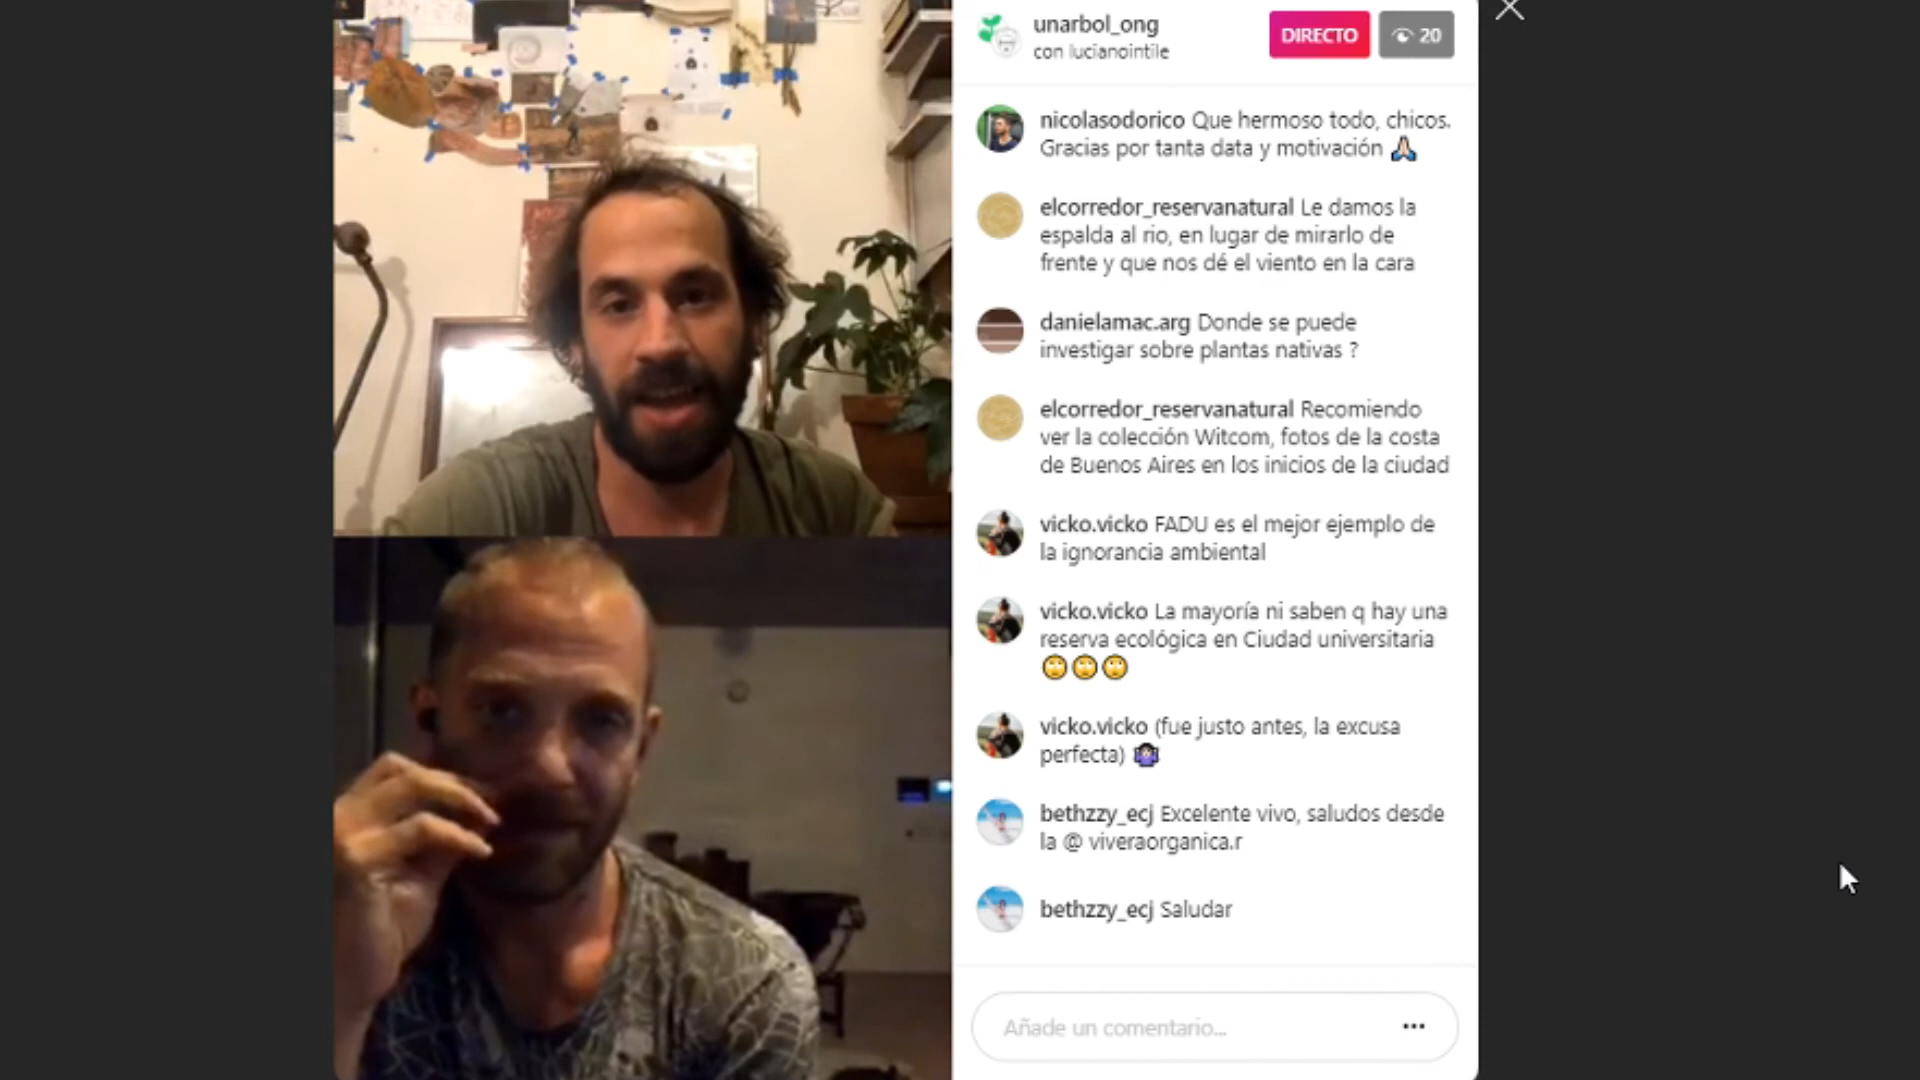 unarbol_ong
con lucianointile
DIRECTO
20
nicolasodorico Que hermoso todo, chicos.
Gracias por tanta data y motivación 🙏🏻
elcorredor_reservanatural Le damos la
espalda al rio, en lugar de mirarlo de
frente y que nos dé el viento en la cara
danielamac.arg Donde se puede
investigar sobre plantas nativas ?
elcorredor_reservanatural Recomiendo
ver la colección Witcom, fotos de la costa
de Buenos Aires en los inicios de la ciudad
vicko.vicko FADU es el mejor ejemplo de
la ignorancia ambiental
vicko.vicko La mayoría ni saben q hay una
reserva ecológica en Ciudad universitaria
🙄🙄🙄
vicko.vicko (fue justo antes, la excusa
perfecta) 🤷🏻‍♀️
bethzzy_ecj Excelente vivo, saludos desde
la @ viveraorganica.r
bethzzy_ecj Saludar
Añade un comentario...